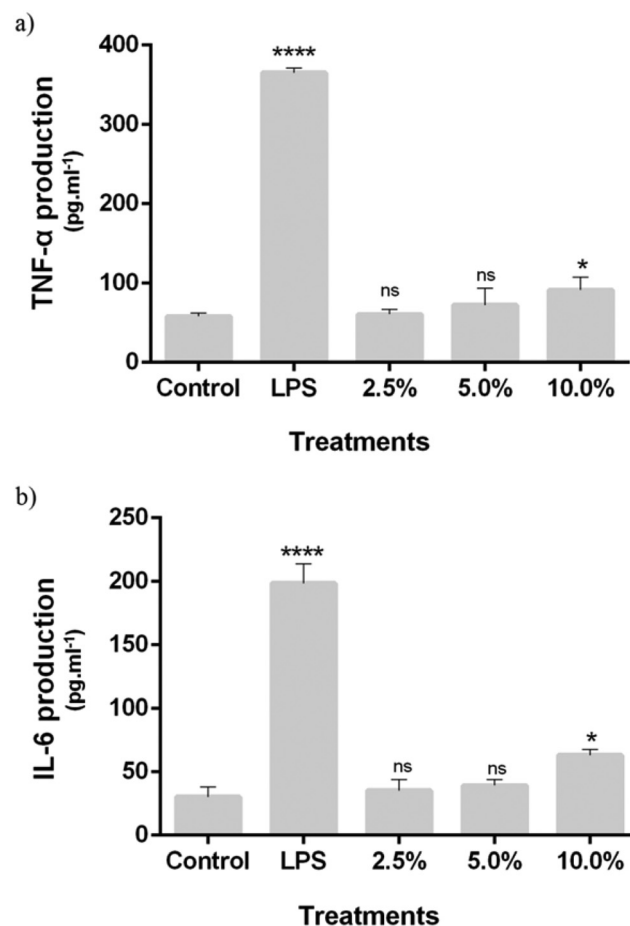 a)
TNF-α production
(pg.ml⁻¹)
400
300
200
100
0
****
ns
ns
*
Control LPS 2.5% 5.0% 10.0%
Treatments
b)
IL-6 production
(pg.ml⁻¹)
250
200
150
100
50
0
****
ns
ns
*
Control LPS 2.5% 5.0% 10.0%
Treatments